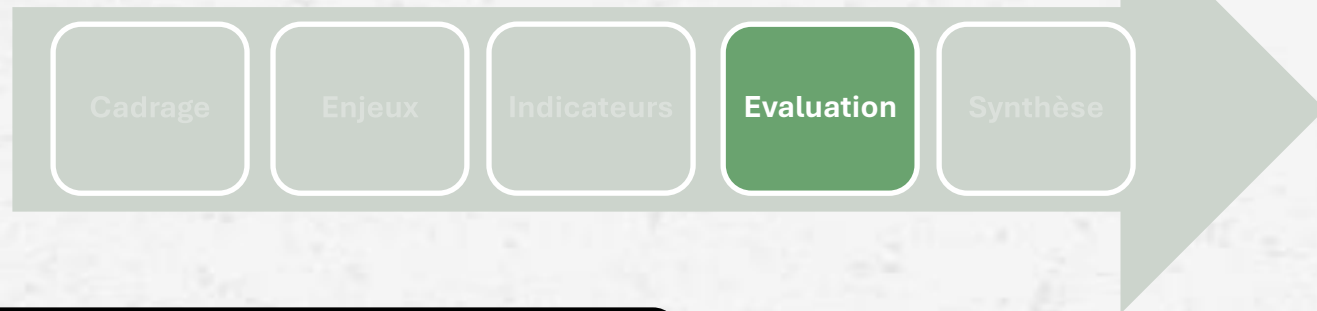 Cadrage
Enjeux
Indicateurs
Evaluation
Synthèse